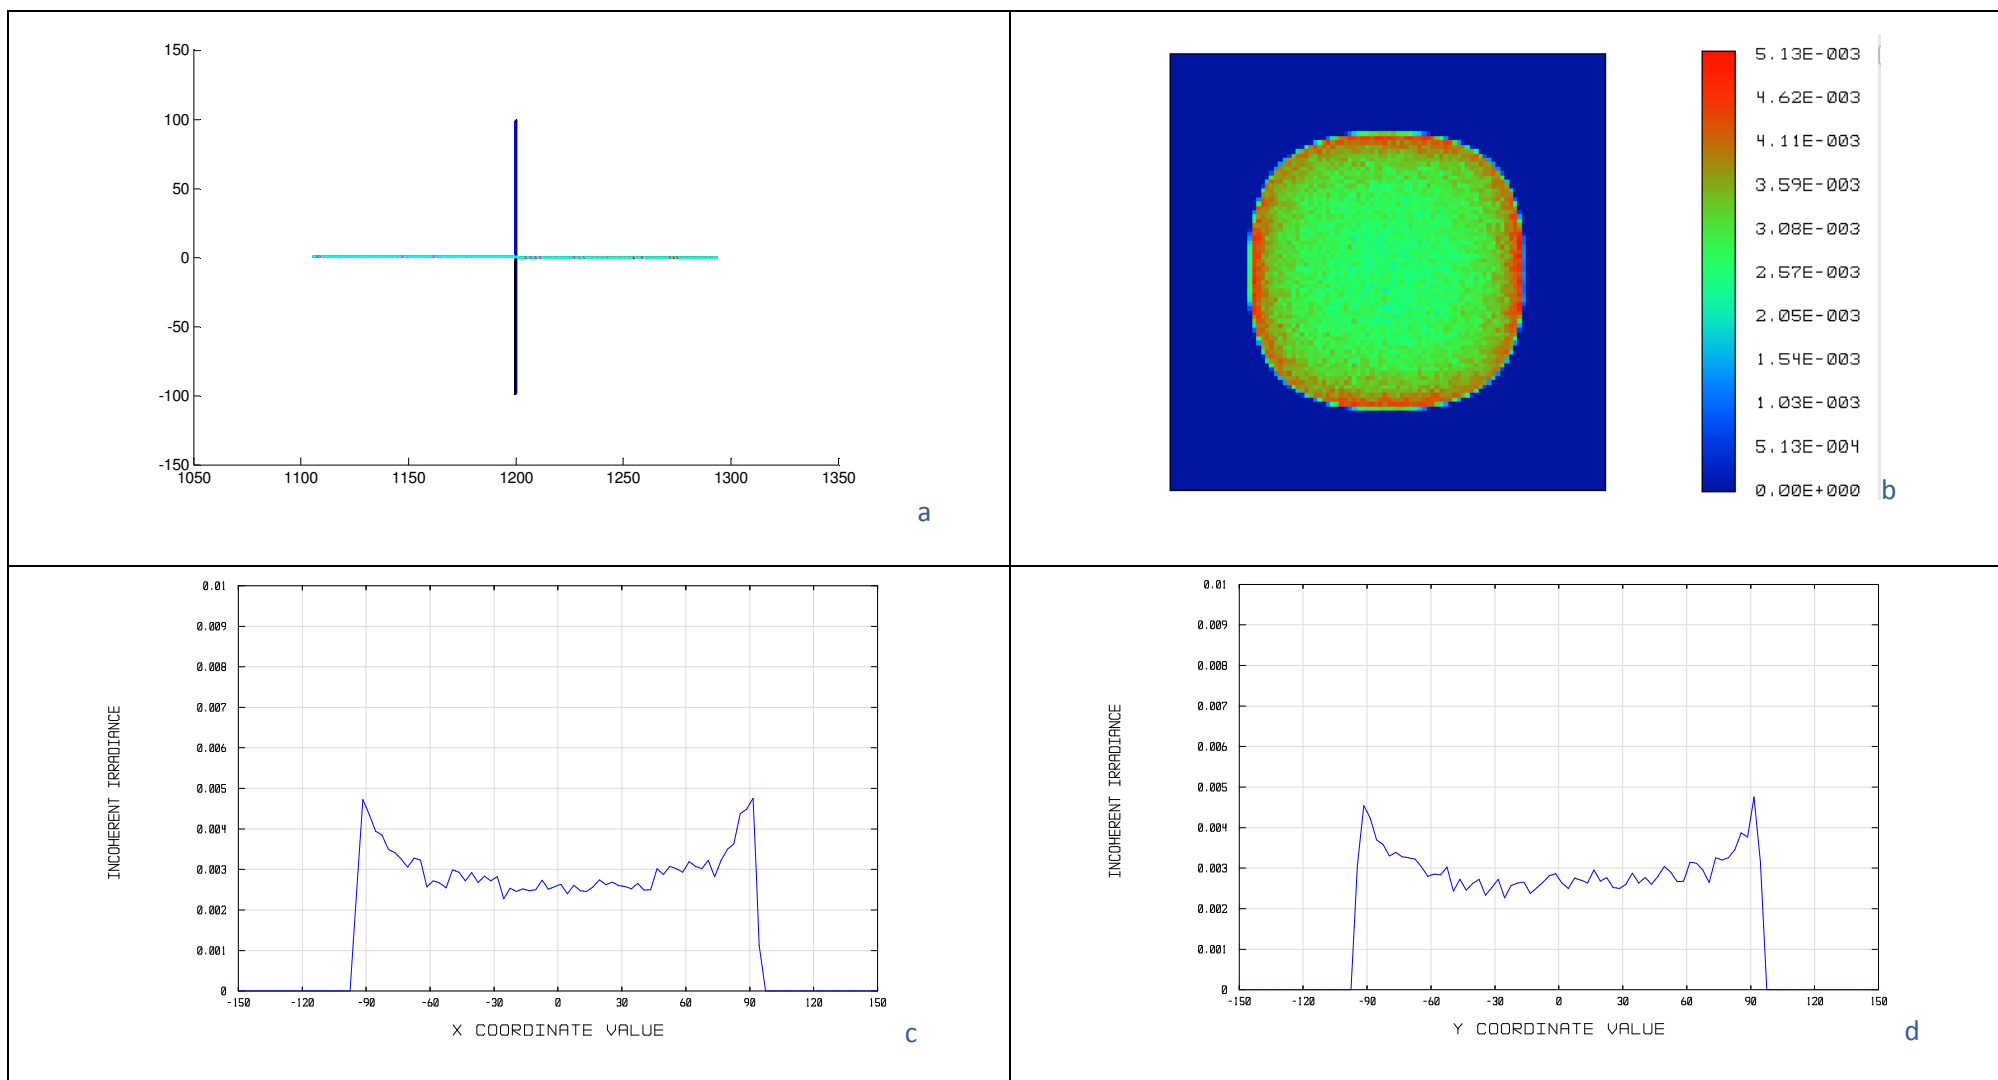 150
100
50
0
-50
-100
-150
1050 1100 1150 1200 1250 1300 1350
a
5.13E-003
4.62E-003
4.11E-003
3.59E-003
3.08E-003
2.57E-003
2.05E-003
1.54E-003
1.03E-003
5.13E-004
0.00E+000
b
0.01
0.009
0.008
0.007
0.006
0.005
0.004
0.003
0.002
0.001
0
INCOHERENT IRRADIANCE
-150 -120 -90 -60 -30 0 30 60 90 120 150
X COORDINATE VALUE
c
0.01
0.009
0.008
0.007
0.006
0.005
0.004
0.003
0.002
0.001
0
INCOHERENT IRRADIANCE
-150 -120 -90 -60 -30 0 30 60 90 120 150
Y COORDINATE VALUE
d